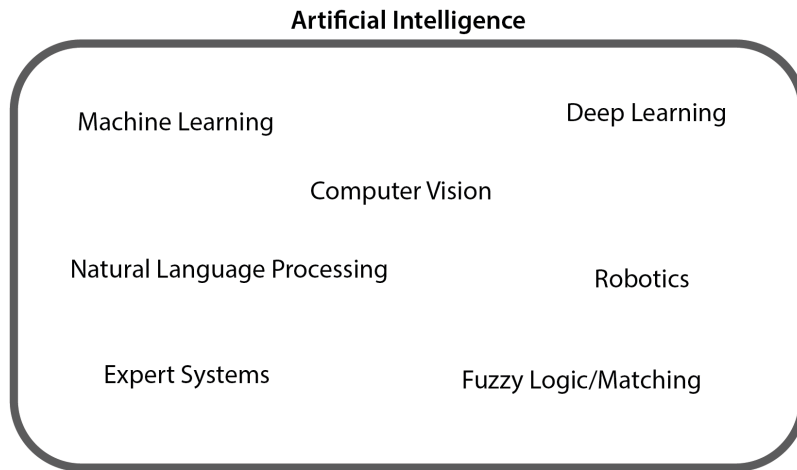 Artificial Intelligence
Machine Learning
Deep Learning
Computer Vision
Natural Language Processing
Robotics
Expert Systems
Fuzzy Logic/Matching